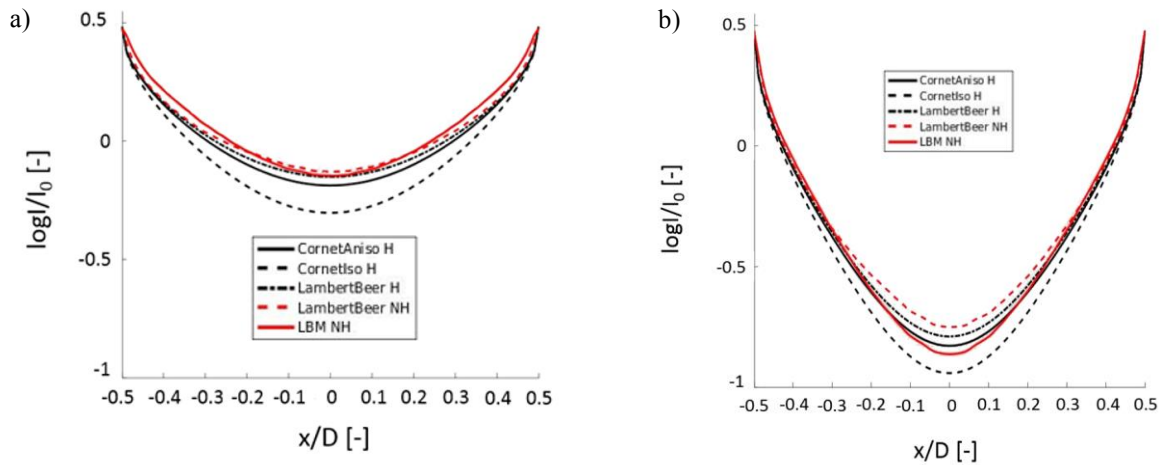 a)
0.5
0
-0.5
-1
logI/I0 [-]
CornetAniso H
CornetIso H
LambertBeer H
LambertBeer NH
LBM NH
-0.5 -0.4 -0.3 -0.2 -0.1 0 0.1 0.2 0.3 0.4 0.5
x/D [-]
b)
0.5
0
-0.5
-1
logI/I0 [-]
CornetAniso H
CornetIso H
LambertBeer H
LambertBeer NH
LBM NH
-0.5 -0.4 -0.3 -0.2 -0.1 0 0.1 0.2 0.3 0.4 0.5
x/D [-]